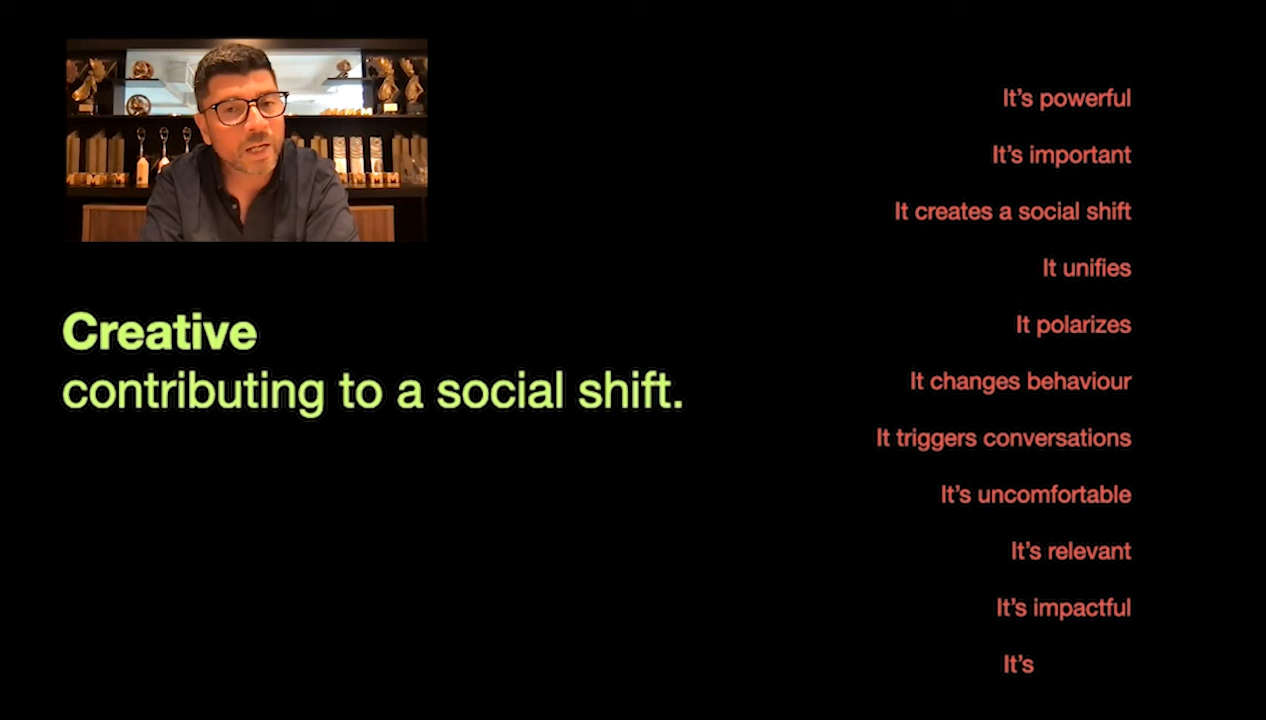 Creative
contributing to a social shift.
It’s powerful
It’s important
It creates a social shift
It unifies
It polarizes
It changes behaviour
It triggers conversations
It’s uncomfortable
It’s relevant
It’s impactful
It’s